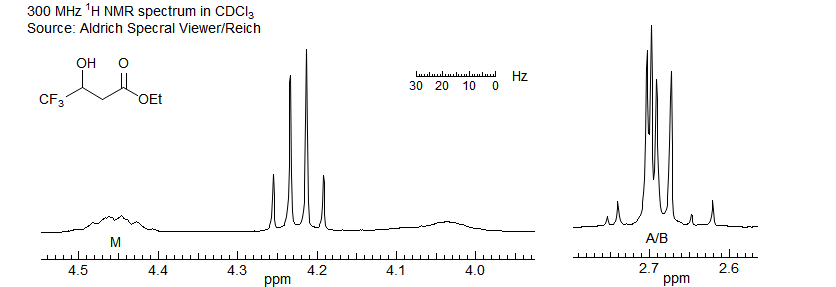 300 MHz ¹H NMR spectrum in CDCl₃
Source: Aldrich Specral Viewer/Reich
OH O
CF₃ OEt
30 20 10 0 Hz
M A/B
4.5 4.4 4.3 4.2 4.1 4.0 2.7 2.6
ppm ppm